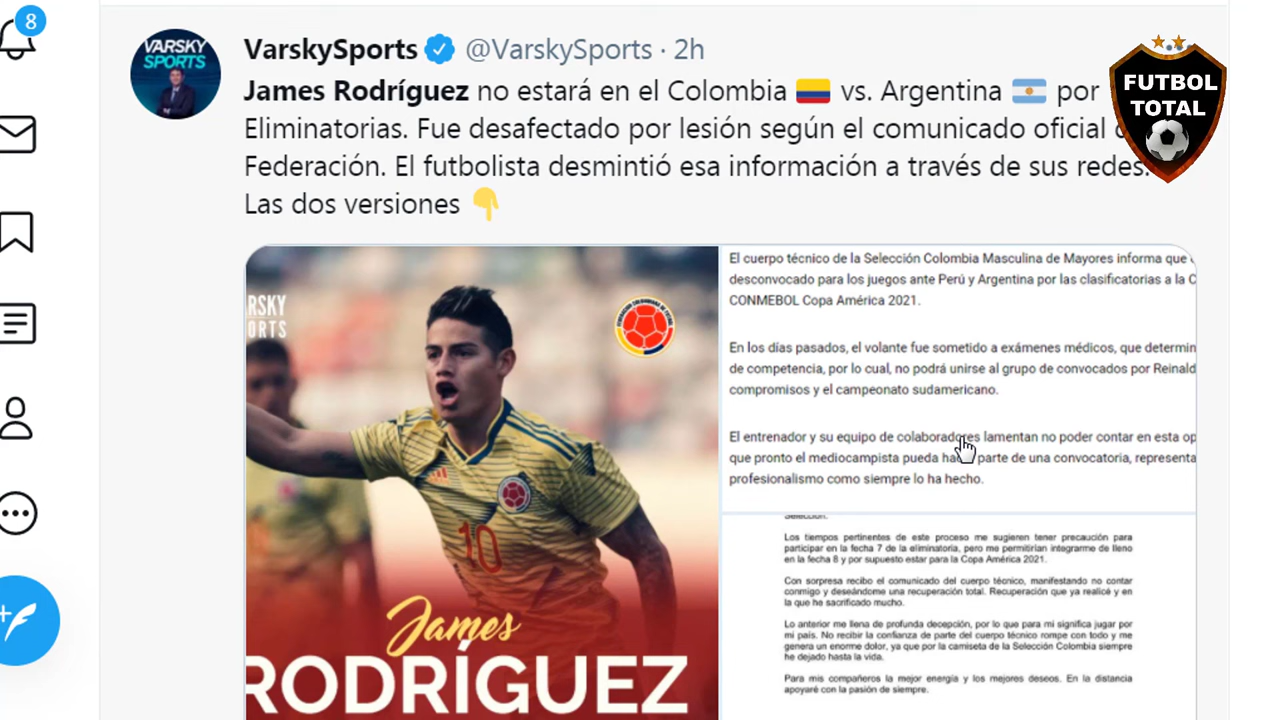 8
VARSKY
SPORTS
VarskySports @VarskySports · 2h
James Rodríguez no estará en el Colombia vs. Argentina por
Eliminatorias. Fue desafectado por lesión según el comunicado oficial
Federación. El futbolista desmintió esa información a través de sus redes.
Las dos versiones
FUTBOL
TOTAL
RSKY
ORTS
10
James
RODRÍGUEZ
El cuerpo técnico de la Selección Colombia Masculina de Mayores informa que
desconvocado para los juegos ante Perú y Argentina por las clasificatorias a la C
CONMEBOL Copa América 2021.
En los días pasados, el volante fue sometido a exámenes médicos, que determin
de competencia, por lo cual, no podrá unirse al grupo de convocados por Reinald
compromisos y el campeonato sudamericano.
El entrenador y su equipo de colaboradores lamentan no poder contar en esta op
que pronto el mediocampista pueda parte de una convocatoria, representa
profesionalismo como siempre lo ha hecho.
Selección.
Los tiempos pertinentes de este proceso me sugieren tener precaución para
participar en la fecha 7 de la eliminatoria, pero me permitirían integrarme de lleno
en la fecha 8 y por supuesto estar para la Copa América 2021.
Con sorpresa recibo el comunicado del cuerpo técnico, manifestando no contar
conmigo y deseándome una recuperación total. Recuperación que ya realicé y en
la que he sacrificado mucho.
Lo anterior me llena de profunda decepción, por lo que para mi significa jugar por
mi país. No recibir la confianza de parte del cuerpo técnico rompe con todo y me
genera un enorme dolor, ya que por la camiseta de la Selección Colombia siempre
he dejado hasta la vida.
Para mis compañeros la mejor energía y los mejores deseos. En la distancia
apoyaré con la pasión de siempre.